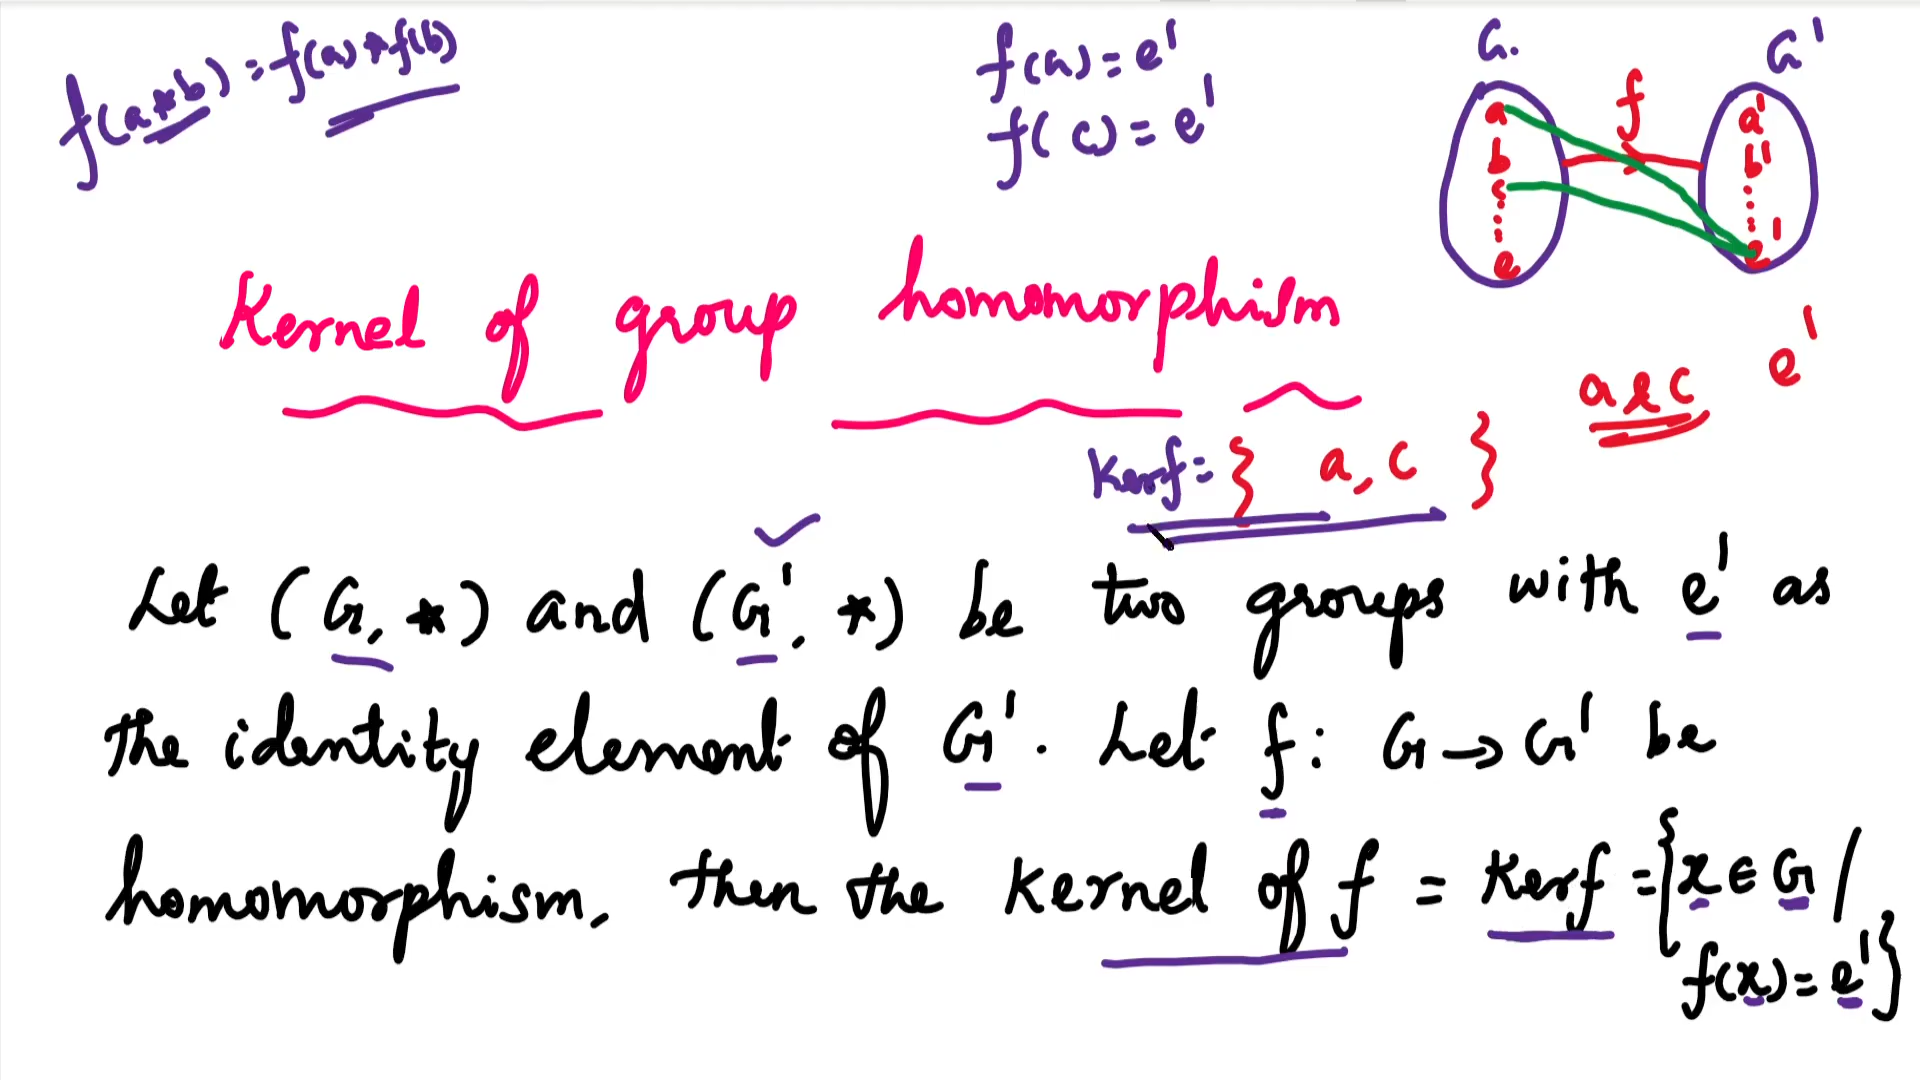 f(a*b) = f(a)*f(b)
f(a) = e'
f(c) = e'
G.
G'
f
a
b
c
e
a'
b'
e'
Kernel of group homomorphism
a & c e'
Kerf = { a, c }
Let (G, *) and (G', *) be two groups with e' as
the identity element of G'. Let f: G → G' be
homomorphism, then the kernel of f = Kerf = {x ∈ G /
f(x) = e'}